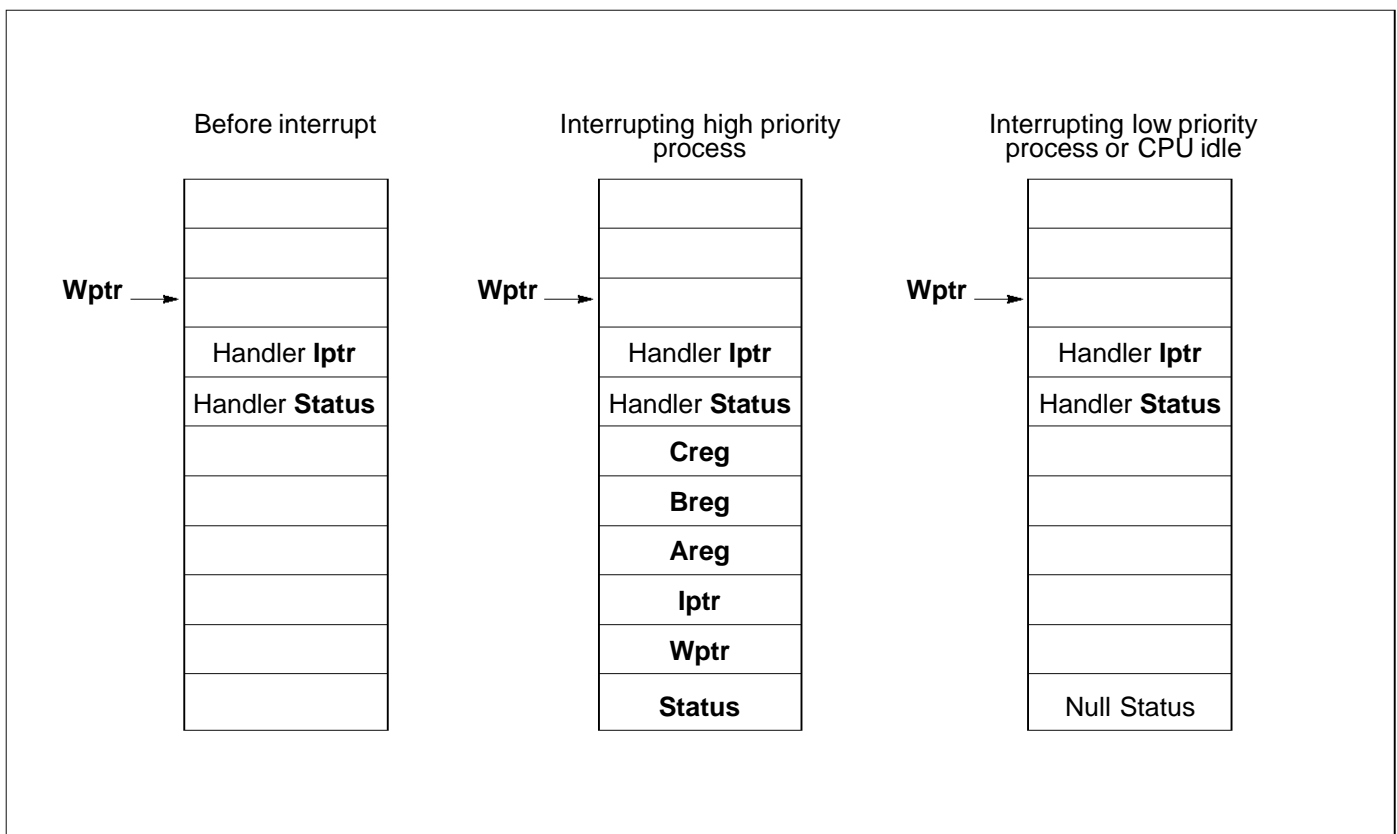 Before interrupt
Wptr
Handler Iptr
Handler Status
Interrupting high priority
process
Wptr
Handler Iptr
Handler Status
Creg
Breg
Areg
Iptr
Wptr
Status
Interrupting low priority
process or CPU idle
Wptr
Handler Iptr
Handler Status
Null Status